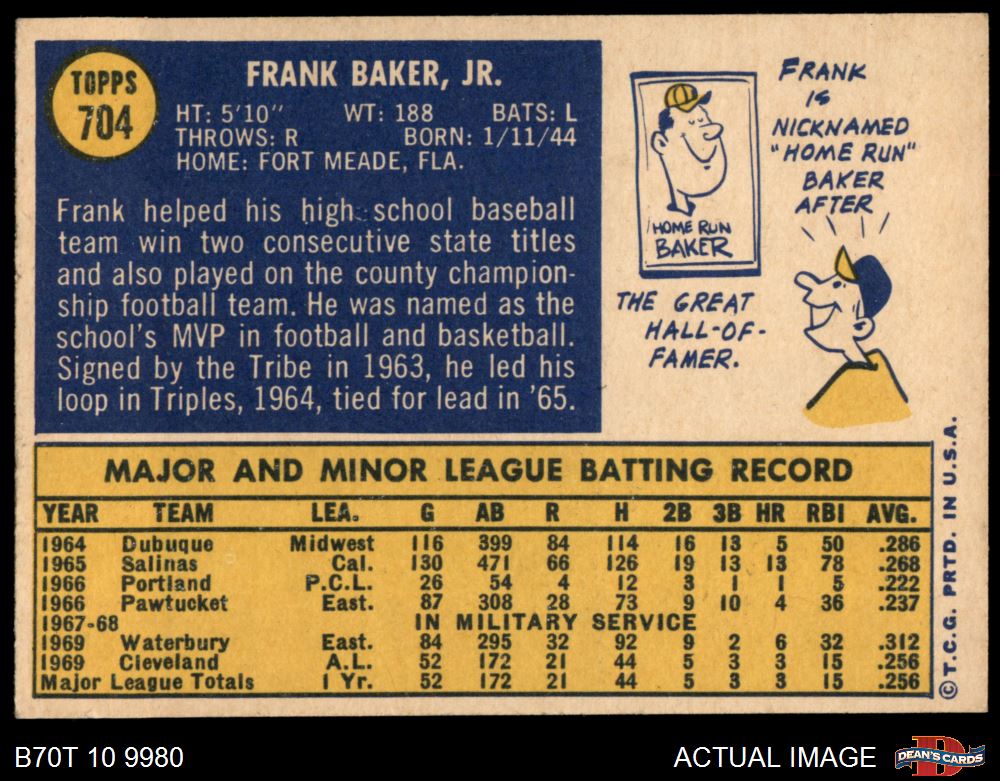 TOPPS
704
FRANK BAKER, JR.
HT: 5'10" WT: 188 BATS: L
THROWS: R BORN: 1/11/44
HOME: FORT MEADE, FLA.
Frank helped his high school baseball
team win two consecutive state titles
and also played on the county champion-
ship football team. He was named as the
school's MVP in football and basketball.
Signed by the Tribe in 1963, he led his
loop in Triples, 1964, tied for lead in '65.
HOME RUN
BAKER
FRANK
IS
NICKNAMED
"HOME RUN"
BAKER
AFTER
THE GREAT
HALL-OF-
FAMER.
MAJOR AND MINOR LEAGUE BATTING RECORD
YEAR TEAM LEA. G AB R H 2B 3B HR RBI AVG.
1964 Dubuque Midwest 116 399 84 114 16 13 5 50 .286
1965 Salinas Cal. 130 471 66 126 19 13 13 78 .268
1966 Portland P.C.L. 26 54 4 12 3 1 1 5 .222
1966 Pawtucket East. 87 308 28 73 9 10 4 36 .237
1967-68 IN MILITARY SERVICE
1969 Waterbury East. 84 295 32 92 9 2 6 32 .312
1969 Cleveland A.L. 52 172 21 44 5 3 3 15 .256
Major League Totals 1 Yr. 52 172 21 44 5 3 3 15 .256
© T.C.G. PRTD. IN U.S.A.
B70T 10 9980
ACTUAL IMAGE
DEAN'S CARDS